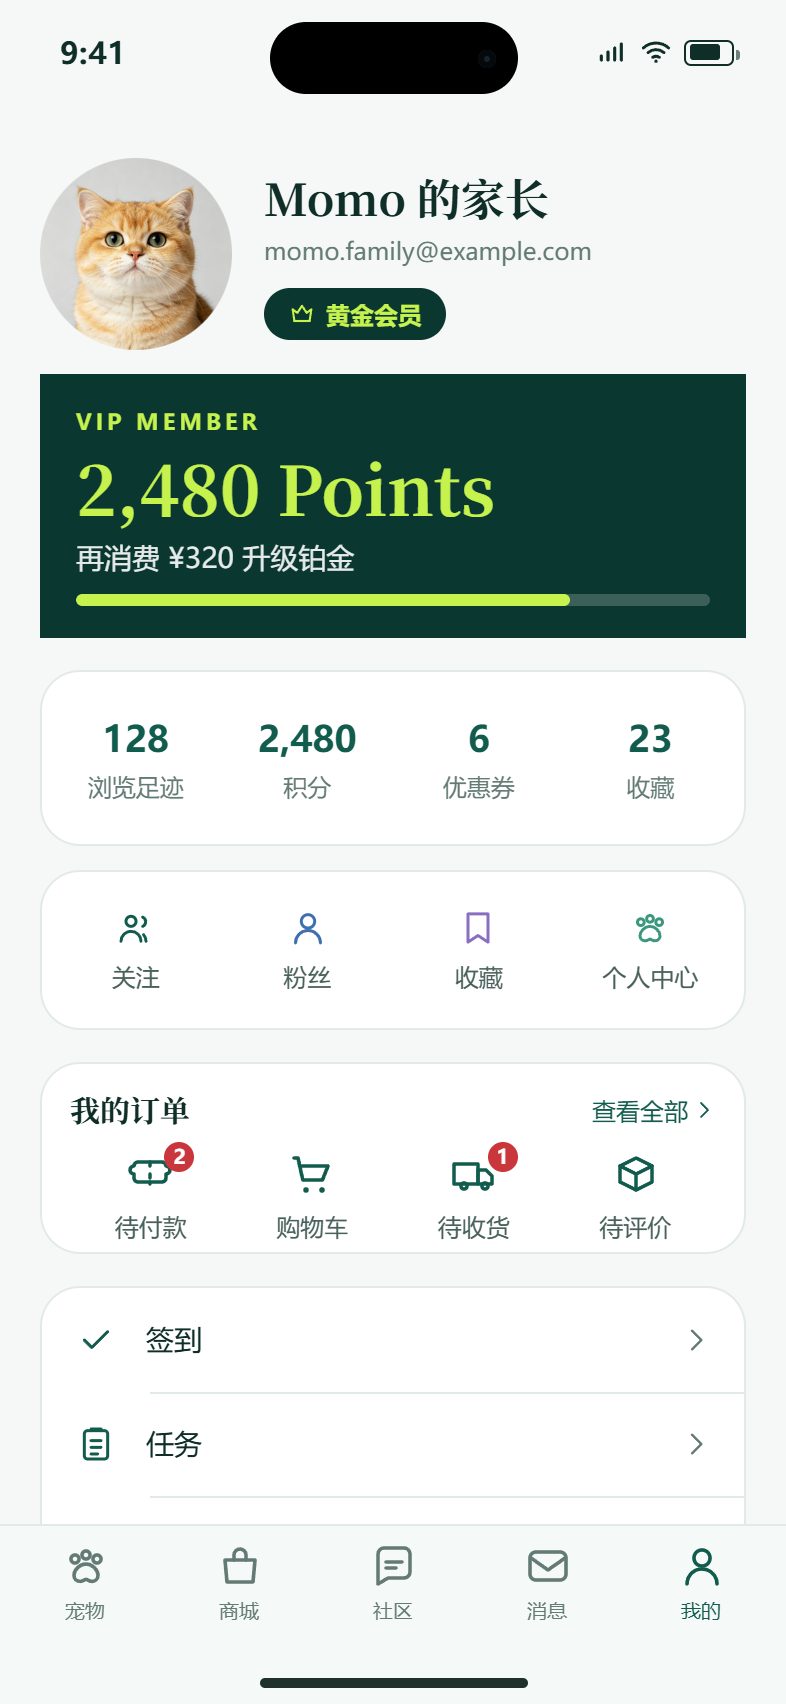 9:41
Momo 的家长
momo.family@example.com
黄金会员
VIP MEMBER
2,480 Points
再消费 ¥320 升级铂金
128 2,480 6 23
浏览足迹 积分 优惠券 收藏
关注 粉丝 收藏 个人中心
我的订单 查看全部
2 1
待付款 购物车 待收货 待评价
签到
任务
宠物 商城 社区 消息 我的